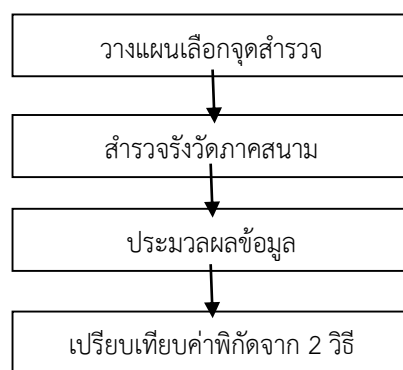 วางแผนเลือกจุดสำรวจ
สำรวจรังวัดภาคสนาม
ประมวลผลข้อมูล
เปรียบเทียบค่าพิกัดจาก 2 วิธี